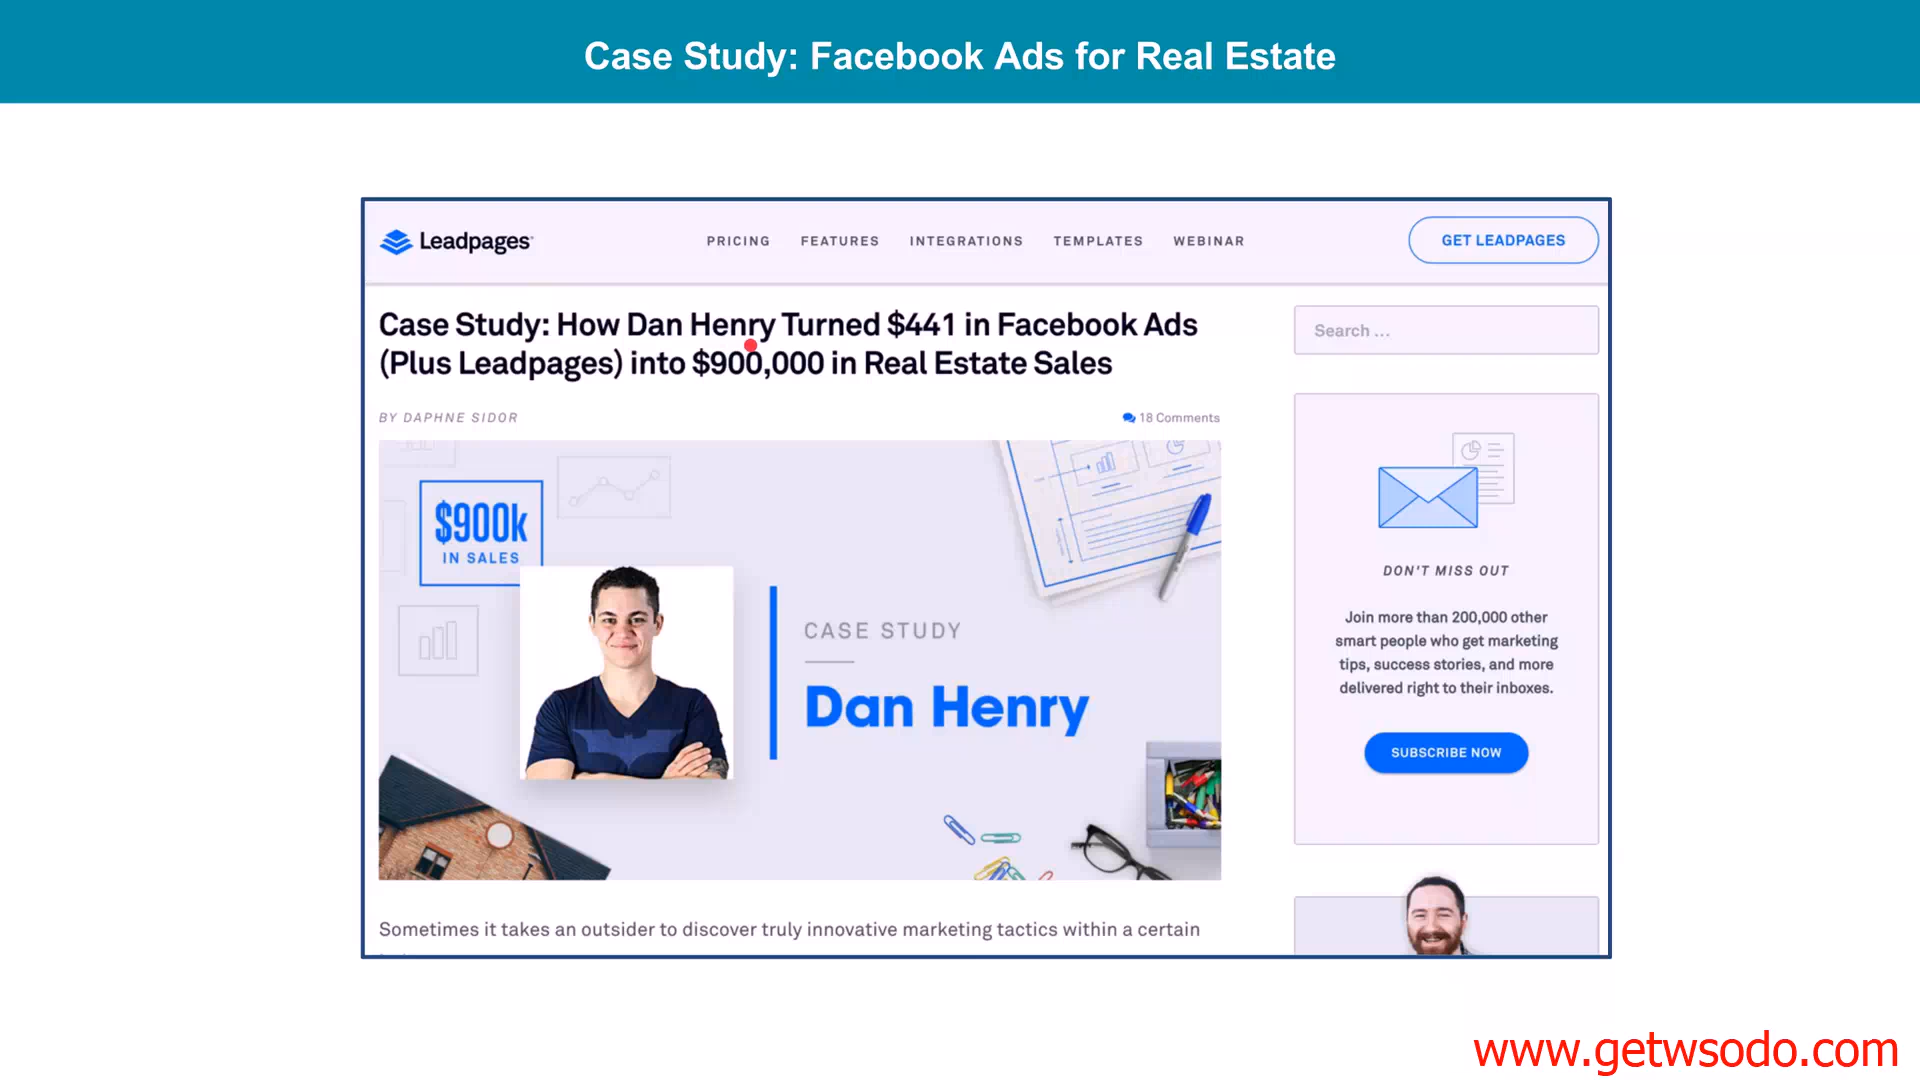 Case Study: Facebook Ads for Real Estate
Leadpages
PRICING FEATURES INTEGRATIONS TEMPLATES WEBINAR
GET LEADPAGES
Case Study: How Dan Henry Turned $441 in Facebook Ads
(Plus Leadpages) into $900,000 in Real Estate Sales
Search ...
BY DAPHNE SIDOR
18 Comments
$900k
IN SALES
CASE STUDY
Dan Henry
DON'T MISS OUT
Join more than 200,000 other
smart people who get marketing
tips, success stories, and more
delivered right to their inboxes.
SUBSCRIBE NOW
Sometimes it takes an outsider to discover truly innovative marketing tactics within a certain
www.getwsodo.com